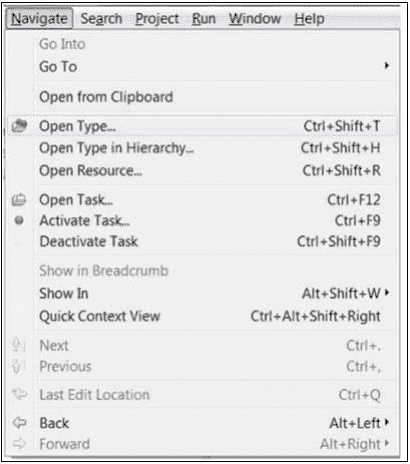 Navigate Search Project Run Window Help
Go Into
Go To
Open from Clipboard
Open Type... Ctrl+Shift+T
Open Type in Hierarchy... Ctrl+Shift+H
Open Resource... Ctrl+Shift+R
Open Task... Ctrl+F12
Activate Task... Ctrl+F9
Deactivate Task Ctrl+Shift+F9
Show in Breadcrumb
Show In Alt+Shift+W
Quick Context View Ctrl+Alt+Shift+Right
Next Ctrl+.
Previous Ctrl+,
Last Edit Location Ctrl+Q
Back Alt+Left
Forward Alt+Right